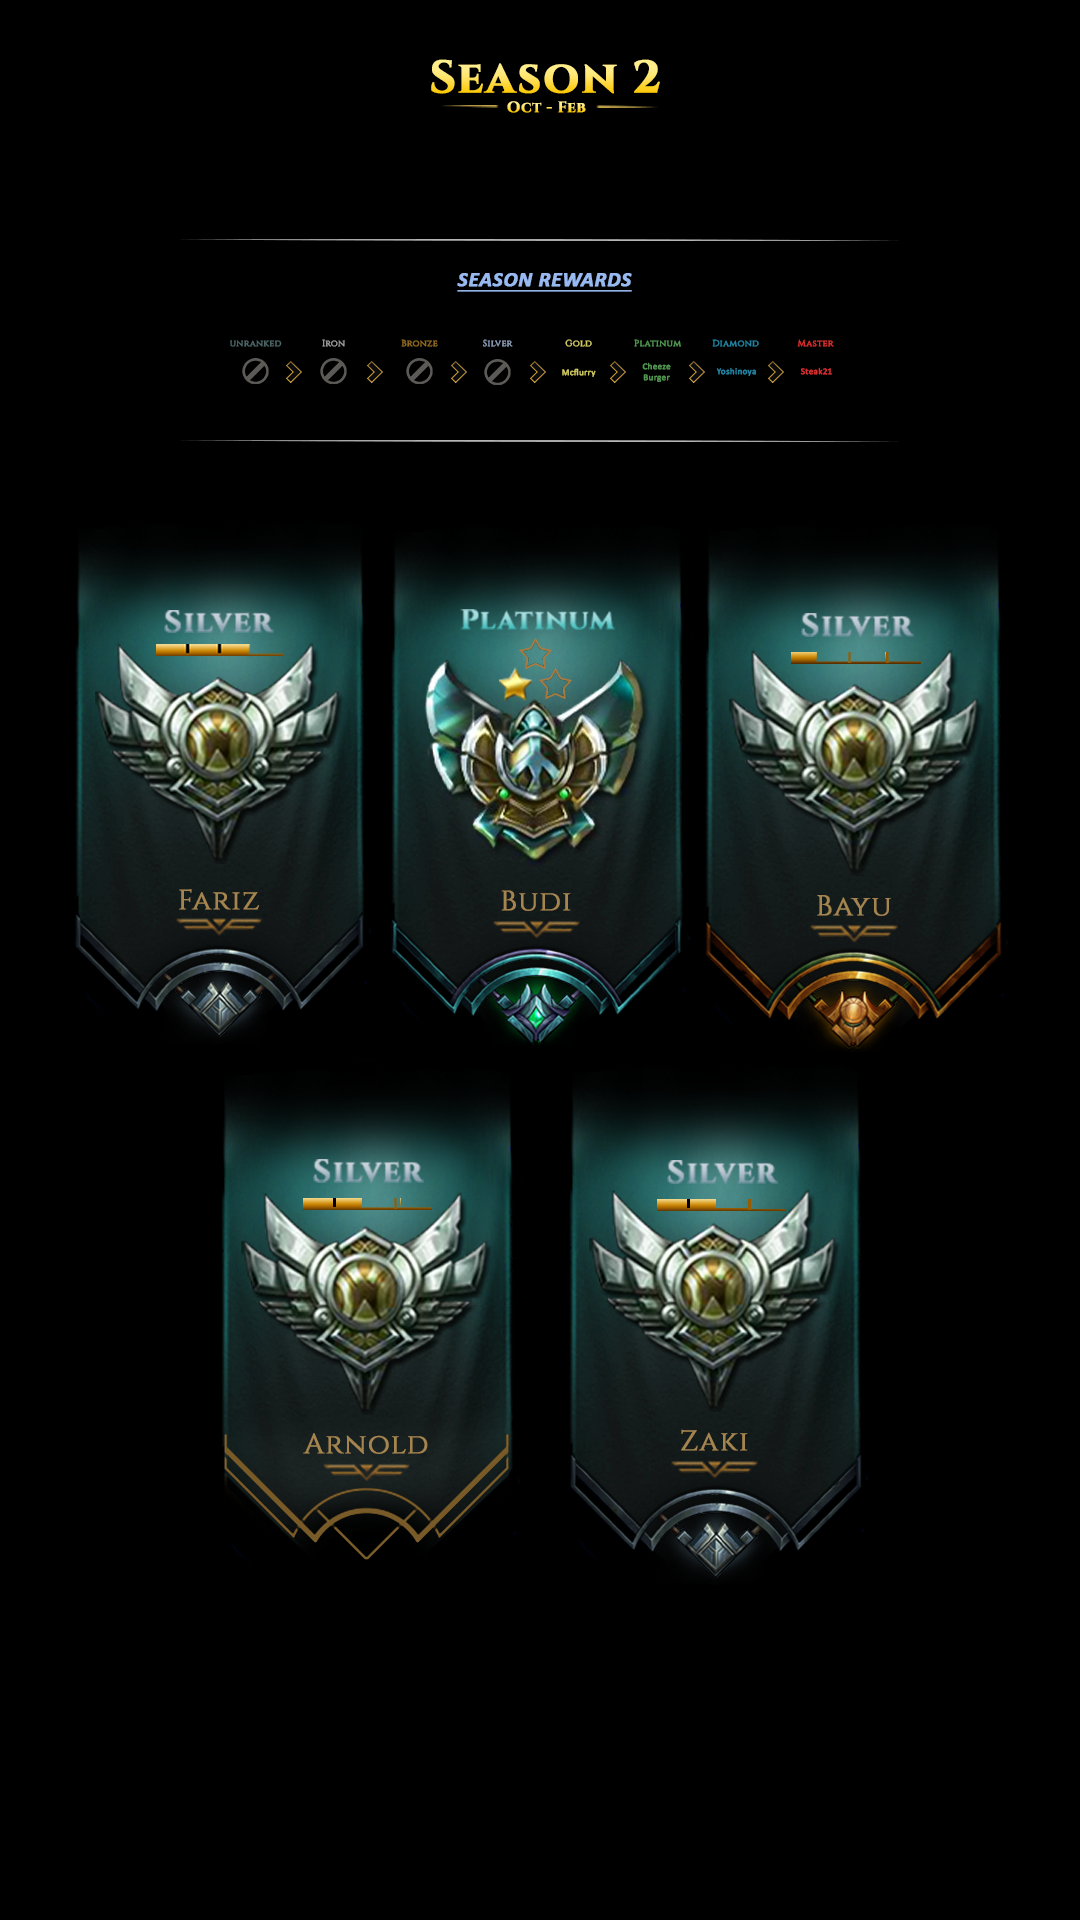 Season 2
Oct - Feb
SEASON REWARDS
Unranked Iron Bronze Silver Gold Platinum Diamond Master
Mcflurry Cheeze Burger Yoshinoya Steak21
Silver Platinum Silver
Fariz Budi Bayu
Silver Silver
Arnold Zaki